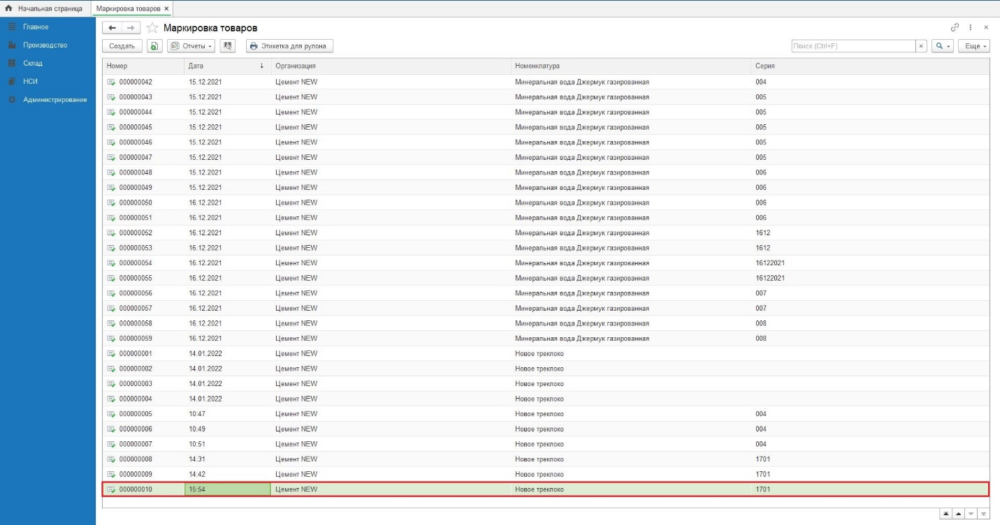 Начальная страница Маркировка товаров ×
Главное
Производство
Склад
НСИ
Администрирование
Маркировка товаров
Создать Отчеты Этикетка для рулона Поиск (Ctrl+F) × Еще
Номер Дата ↓ Организация Номенклатура Серия
000000042 15.12.2021 Цемент NEW Минеральная вода Джермук газированная 004
000000043 15.12.2021 Цемент NEW Минеральная вода Джермук газированная 005
000000044 15.12.2021 Цемент NEW Минеральная вода Джермук газированная 005
000000045 15.12.2021 Цемент NEW Минеральная вода Джермук газированная 005
000000046 15.12.2021 Цемент NEW Минеральная вода Джермук газированная 005
000000047 15.12.2021 Цемент NEW Минеральная вода Джермук газированная 005
000000048 15.12.2021 Цемент NEW Минеральная вода Джермук газированная 006
000000049 15.12.2021 Цемент NEW Минеральная вода Джермук газированная 006
000000050 16.12.2021 Цемент NEW Минеральная вода Джермук газированная 006
000000051 16.12.2021 Цемент NEW Минеральная вода Джермук газированная 006
000000052 16.12.2021 Цемент NEW Минеральная вода Джермук газированная 1612
000000053 16.12.2021 Цемент NEW Минеральная вода Джермук газированная 1612
000000054 16.12.2021 Цемент NEW Минеральная вода Джермук газированная 16122021
000000055 16.12.2021 Цемент NEW Минеральная вода Джермук газированная 16122021
000000056 16.12.2021 Цемент NEW Минеральная вода Джермук газированная 007
000000057 16.12.2021 Цемент NEW Минеральная вода Джермук газированная 007
000000058 16.12.2021 Цемент NEW Минеральная вода Джермук газированная 008
000000059 16.12.2021 Цемент NEW Минеральная вода Джермук газированная 008
000000001 14.01.2022 Цемент NEW Новое треклоко
000000002 14.01.2022 Цемент NEW Новое треклоко
000000003 14.01.2022 Цемент NEW Новое треклоко
000000004 14.01.2022 Цемент NEW Новое треклоко
000000005 10:47 Цемент NEW Новое треклоко 004
000000006 10:49 Цемент NEW Новое треклоко 004
000000007 10:51 Цемент NEW Новое треклоко 004
000000008 14:31 Цемент NEW Новое треклоко 1701
000000009 14:42 Цемент NEW Новое треклоко 1701
000000010 15:54 Цемент NEW Новое треклоко 1701